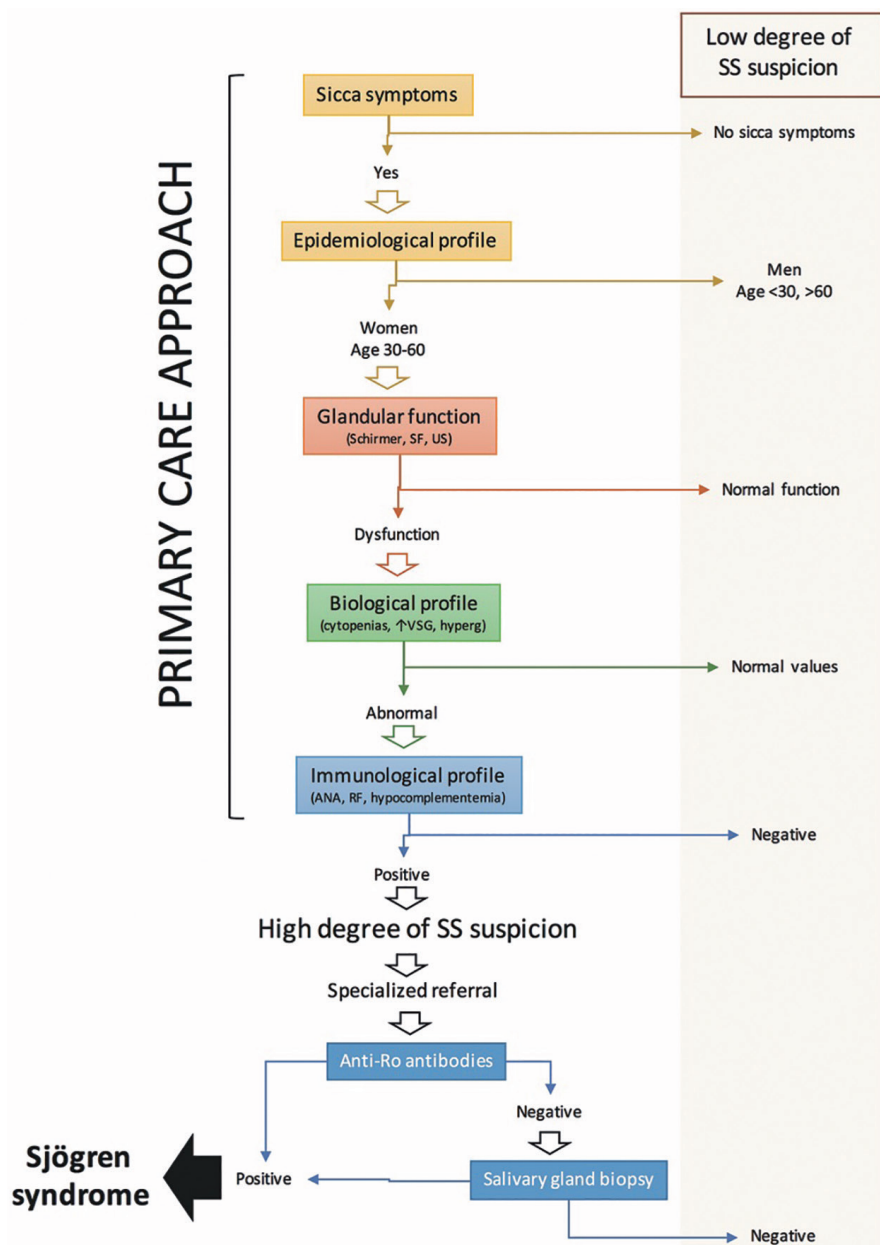 Low degree of
SS suspicion
PRIMARY CARE APPROACH
Sicca symptoms
No sicca symptoms
Yes
Epidemiological profile
Men
Age <30, >60
Women
Age 30-60
Glandular function
(Schirmer, SF, US)
Normal function
Dysfunction
Biological profile
(cytopenias, ↑VSG, hyperg)
Normal values
Abnormal
Immunological profile
(ANA, RF, hypocomplementemia)
Negative
Positive
High degree of SS suspicion
Specialized referral
Anti-Ro antibodies
Negative
Sjögren
syndrome
Positive
Salivary gland biopsy
Negative